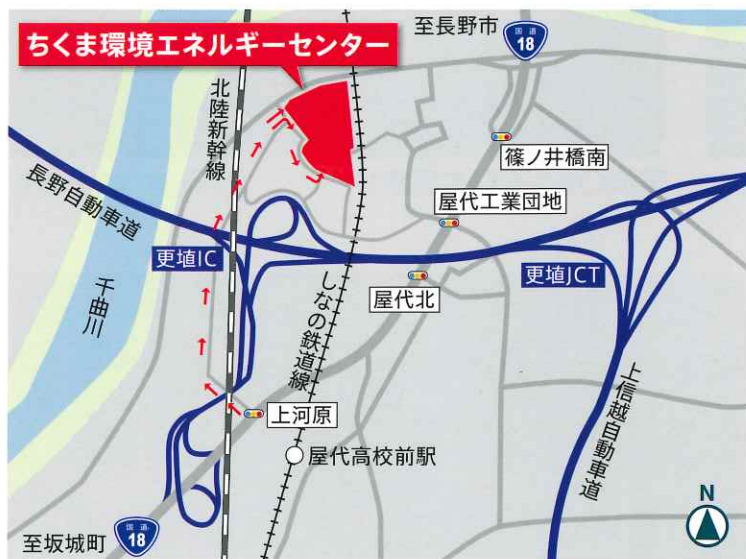 ちくま環境エネルギーセンター
至長野市
国道
18
北陸新幹線
篠ノ井橋南
長野自動車道
屋代工業団地
更埴IC
更埴JCT
千曲川
屋代北
しなの鉄道線
上信越自動車道
上河原
屋代高校前駅
N
至坂城町
国道
18